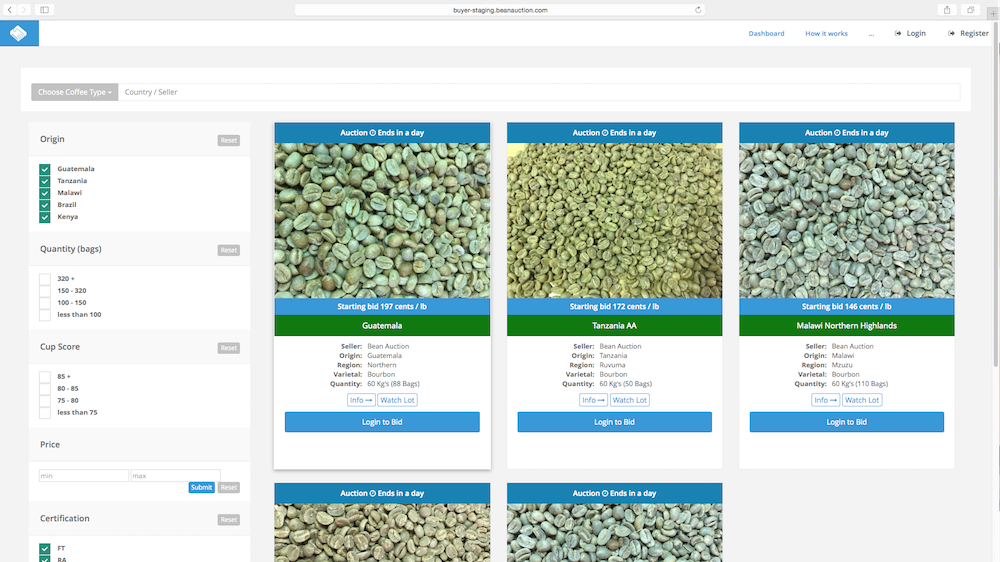 buyer-staging.beanauction.com
Dashboard How it works ... Login Register
Choose Coffee Type Country / Seller
Origin Reset
Guatemala
Tanzania
Malawi
Brazil
Kenya
Quantity (bags) Reset
320 +
150 - 320
100 - 150
less than 100
Cup Score Reset
85 +
80 - 85
75 - 80
less than 75
Price
min max
Submit Reset
Certification Reset
FT
RA
Auction Ends in a day
Starting bid 197 cents / lb
Guatemala
Seller: Bean Auction
Origin: Guatemala
Region: Northern
Varietal: Bourbon
Quantity: 60 Kg's (88 Bags)
Info → Watch Lot
Login to Bid
Auction Ends in a day
Starting bid 172 cents / lb
Tanzania AA
Seller: Bean Auction
Origin: Tanzania
Region: Ruvuma
Varietal: Bourbon
Quantity: 60 Kg's (50 Bags)
Info → Watch Lot
Login to Bid
Auction Ends in a day
Starting bid 146 cents / lb
Malawi Northern Highlands
Seller: Bean Auction
Origin: Malawi
Region: Mzuzu
Varietal: Bourbon
Quantity: 60 Kg's (110 Bags)
Info → Watch Lot
Login to Bid
Auction Ends in a day
Auction Ends in a day